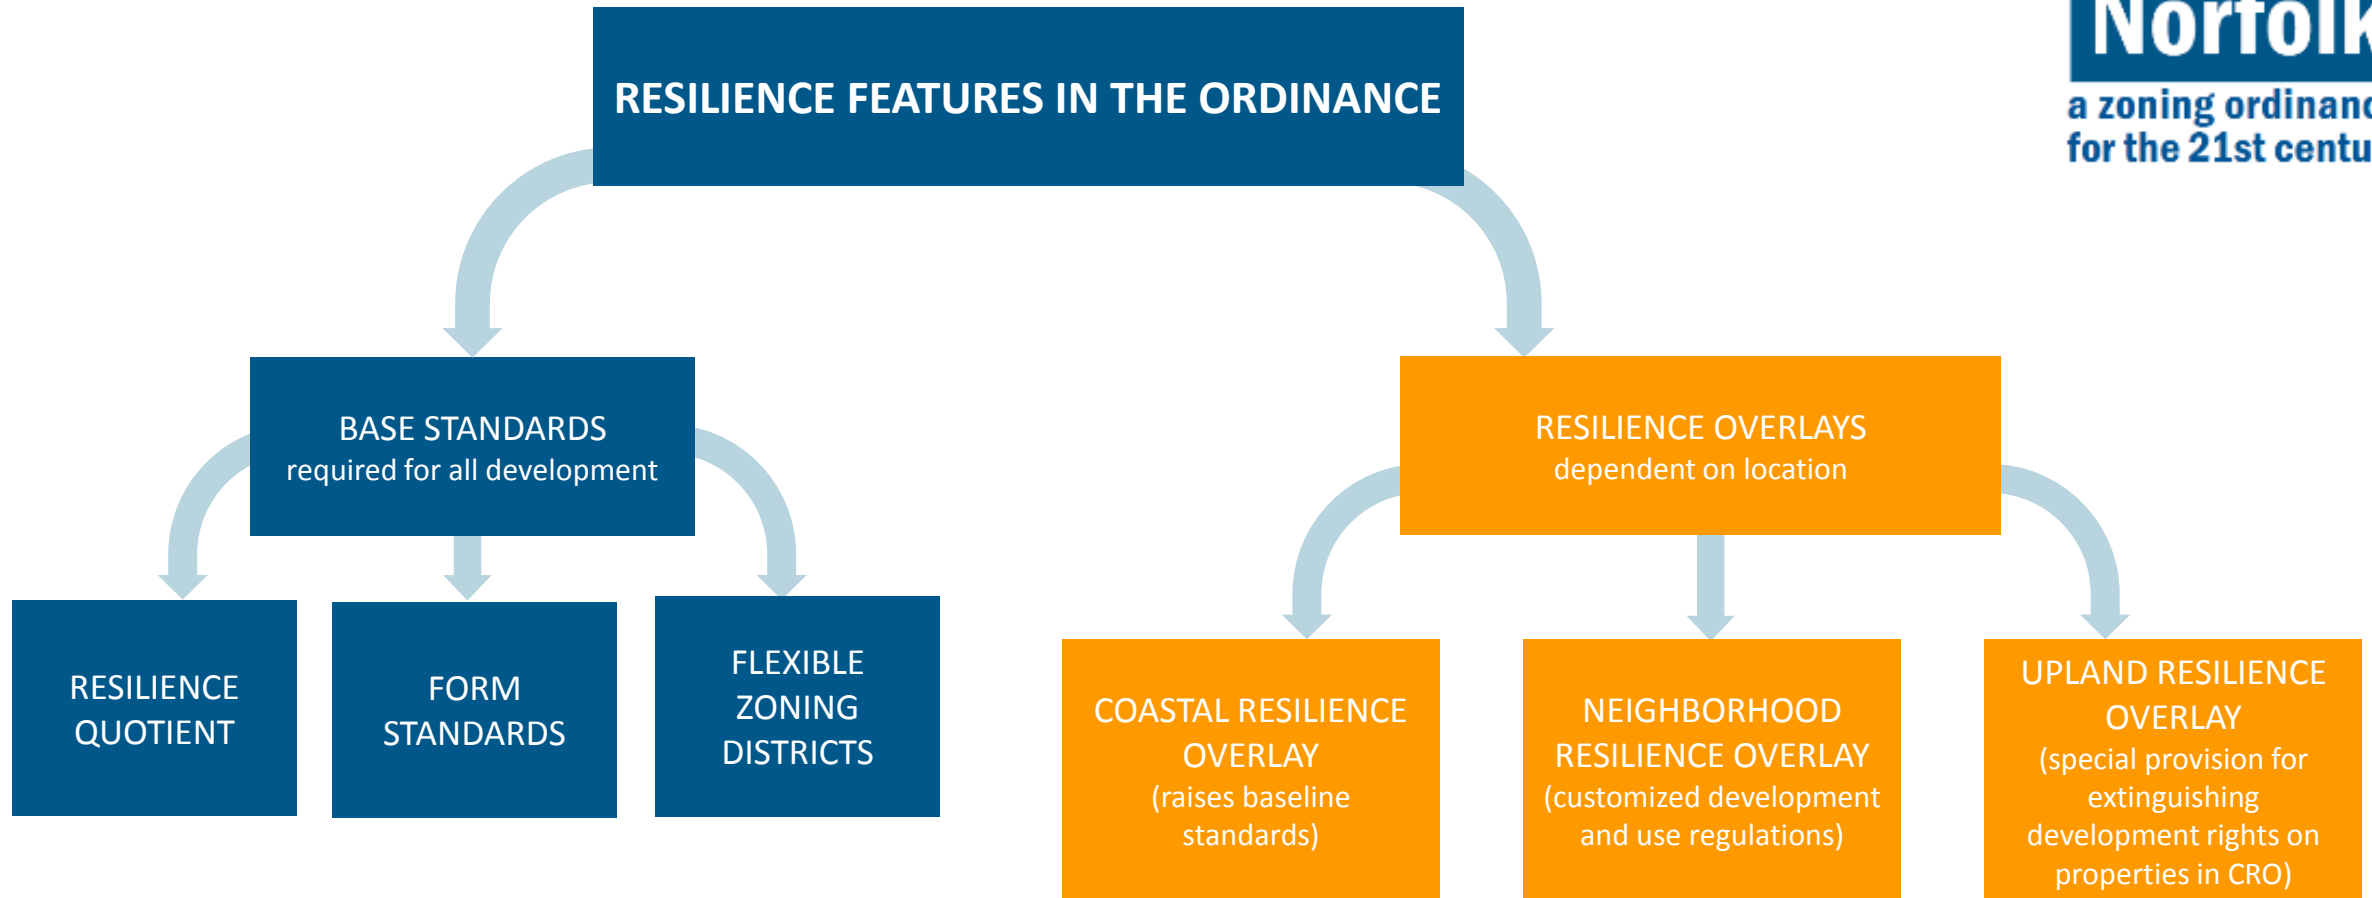 Norfolk
a zoning ordinanc
for the 21st centu
RESILIENCE FEATURES IN THE ORDINANCE
BASE STANDARDS
required for all development
RESILIENCE OVERLAYS
dependent on location
RESILIENCE
QUOTIENT
FORM
STANDARDS
FLEXIBLE
ZONING
DISTRICTS
COASTAL RESILIENCE
OVERLAY
(raises baseline
standards)
NEIGHBORHOOD
RESILIENCE OVERLAY
(customized development
and use regulations)
UPLAND RESILIENCE
OVERLAY
(special provision for
extinguishing
development rights on
properties in CRO)